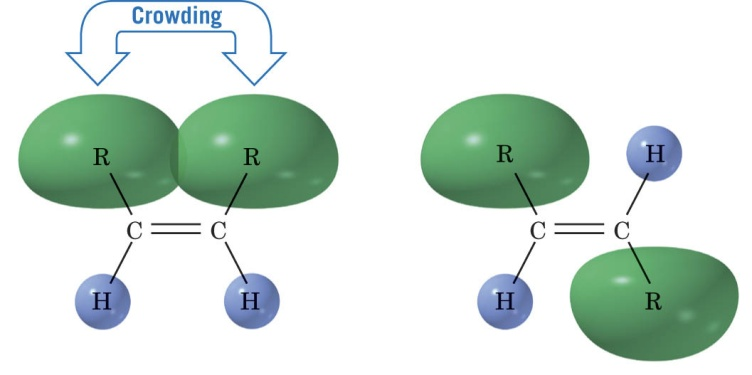 Crowding
R R R H
C C C C
H H H R